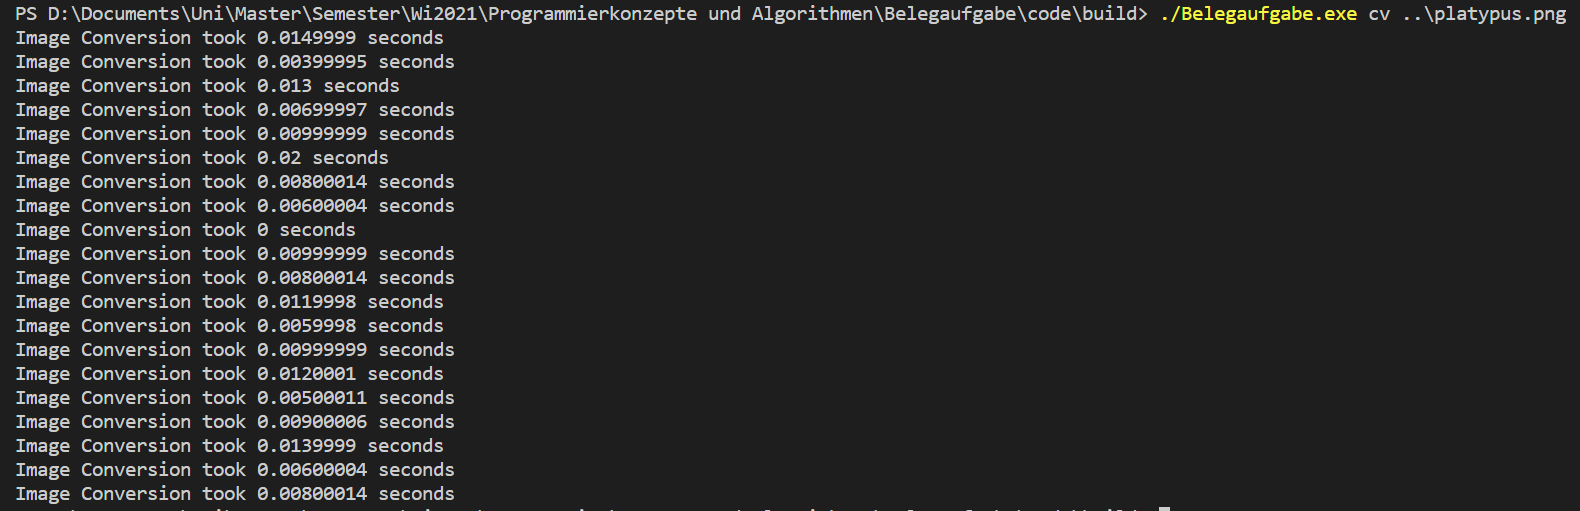 PS D:\Documents\Uni\Master\Semester\Wi2021\Programmierkonzepte und Algorithmen\Belegaufgabe\code\build> ./Belegaufgabe.exe cv ..\platypus.png
Image Conversion took 0.0149999 seconds
Image Conversion took 0.00399995 seconds
Image Conversion took 0.013 seconds
Image Conversion took 0.00699997 seconds
Image Conversion took 0.00999999 seconds
Image Conversion took 0.02 seconds
Image Conversion took 0.00800014 seconds
Image Conversion took 0.00600004 seconds
Image Conversion took 0 seconds
Image Conversion took 0.00999999 seconds
Image Conversion took 0.00800014 seconds
Image Conversion took 0.0119998 seconds
Image Conversion took 0.0059998 seconds
Image Conversion took 0.00999999 seconds
Image Conversion took 0.0120001 seconds
Image Conversion took 0.00500011 seconds
Image Conversion took 0.00900006 seconds
Image Conversion took 0.0139999 seconds
Image Conversion took 0.00600004 seconds
Image Conversion took 0.00800014 seconds